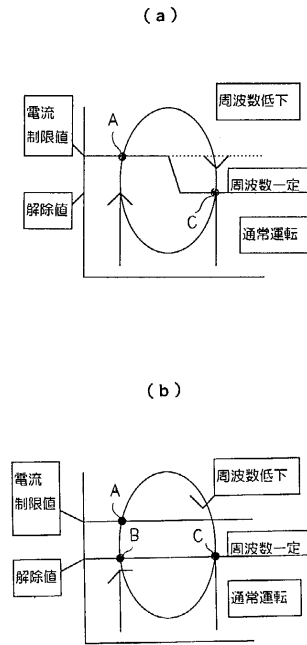 (a)
電流
制限値
A
周波数低下
解除値
周波数一定
C
通常運転
(b)
電流
制限値
A
周波数低下
B
C
周波数一定
解除値
通常運転